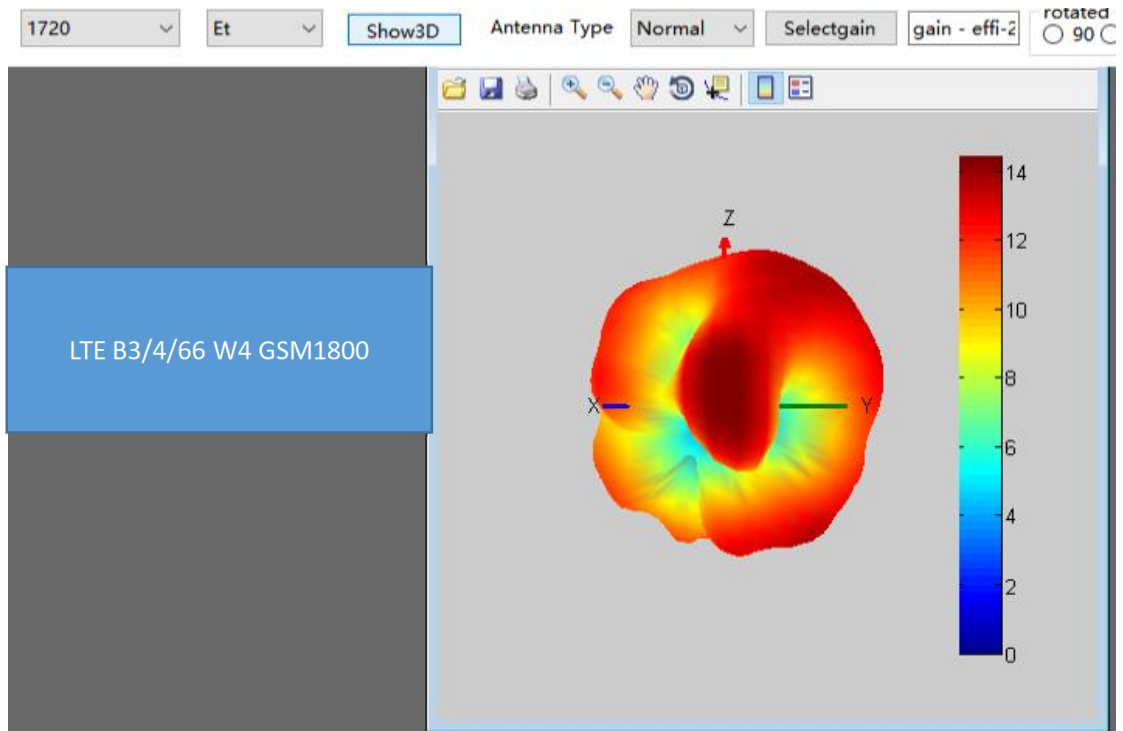 1720 Et Show3D Antenna Type Normal Selectgain gain - effi-2 rotated
90
LTE B3/4/66 W4 GSM1800
Z
X
Y
14
12
10
8
6
4
2
0